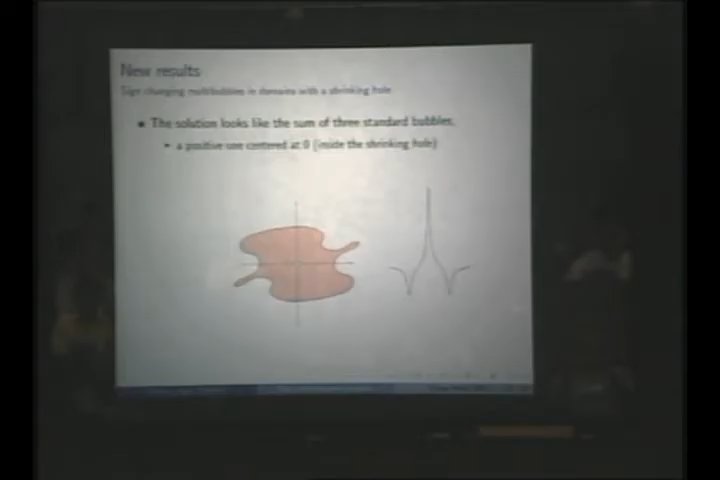 New results
Sign changing multibubbles in domains with a shrinking hole
The solution looks like the sum of three standard bubbles.
a positive one centered at 0 (inside the shrinking hole)